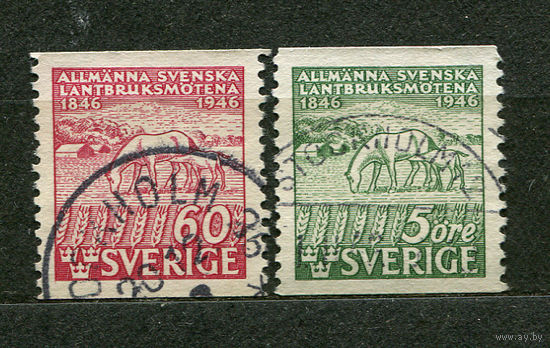 ALLMÄNNA SVENSKA
LANTBRUKSMÖTENA
1846 1946
60
SVERIGE
ALLMÄNNA SVENSKA
LANTBRUKSMÖTENA
1846 1946
5 öre
SVERIGE
www.ay.by